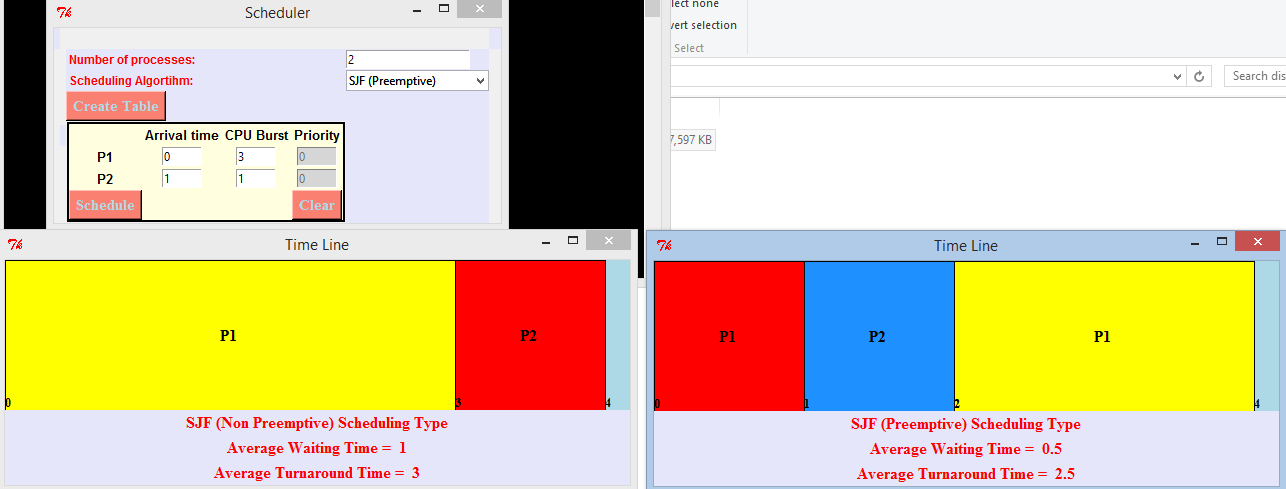 Scheduler
Number of processes:
2
Scheduling Algortihm:
SJF (Preemptive)
Create Table
Arrival time CPU Burst Priority
P1 0 3 0
P2 1 1 0
Schedule Clear
lect none
vert selection
Select
Search dis
7,597 KB
Time Line
P1 P2
0 3 4
SJF (Non Preemptive) Scheduling Type
Average Waiting Time = 1
Average Turnaround Time = 3
Time Line
P1 P2 P1
0 1 2 4
SJF (Preemptive) Scheduling Type
Average Waiting Time = 0.5
Average Turnaround Time = 2.5